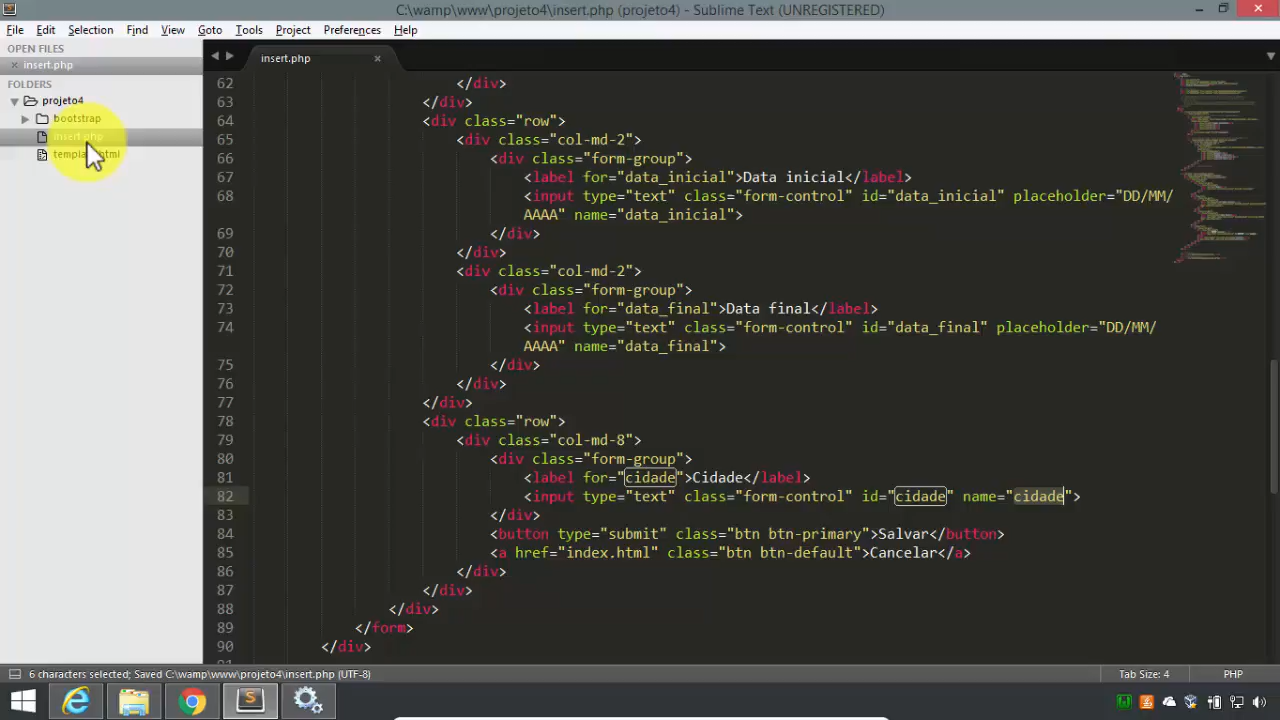 C:\wamp\www\projeto4\insert.php (projeto4) - Sublime Text (UNREGISTERED)
File Edit Selection Find View Goto Tools Project Preferences Help
OPEN FILES
insert.php
FOLDERS
projeto4
bootstrap
insert.php
insert.php
62 </div>
63 </div>
64 <div class="row">
65 <div class="col-md-2">
66 <div class="form-group">
67 <label for="data_inicial">Data inicial</label>
68 <input type="text" class="form-control" id="data_inicial" placeholder="DD/MM/
AAAA" name="data_inicial">
69 </div>
70 </div>
71 <div class="col-md-2">
72 <div class="form-group">
73 <label for="data_final">Data final</label>
74 <input type="text" class="form-control" id="data_final" placeholder="DD/MM/
AAAA" name="data_final">
75 </div>
76 </div>
77 </div>
78 <div class="row">
79 <div class="col-md-8">
80 <div class="form-group">
81 <label for="cidade">Cidade</label>
82 <input type="text" class="form-control" id="cidade" name="cidade">
83 </div>
84 <button type="submit" class="btn btn-primary">Salvar</button>
85 <a href="index.html" class="btn btn-default">Cancelar</a>
86 </div>
87 </div>
88 </div>
89 </form>
90 </div>
6 characters selected; Saved C:\wamp\www\projeto4\insert.php (UTF-8)
Tab Size: 4
PHP